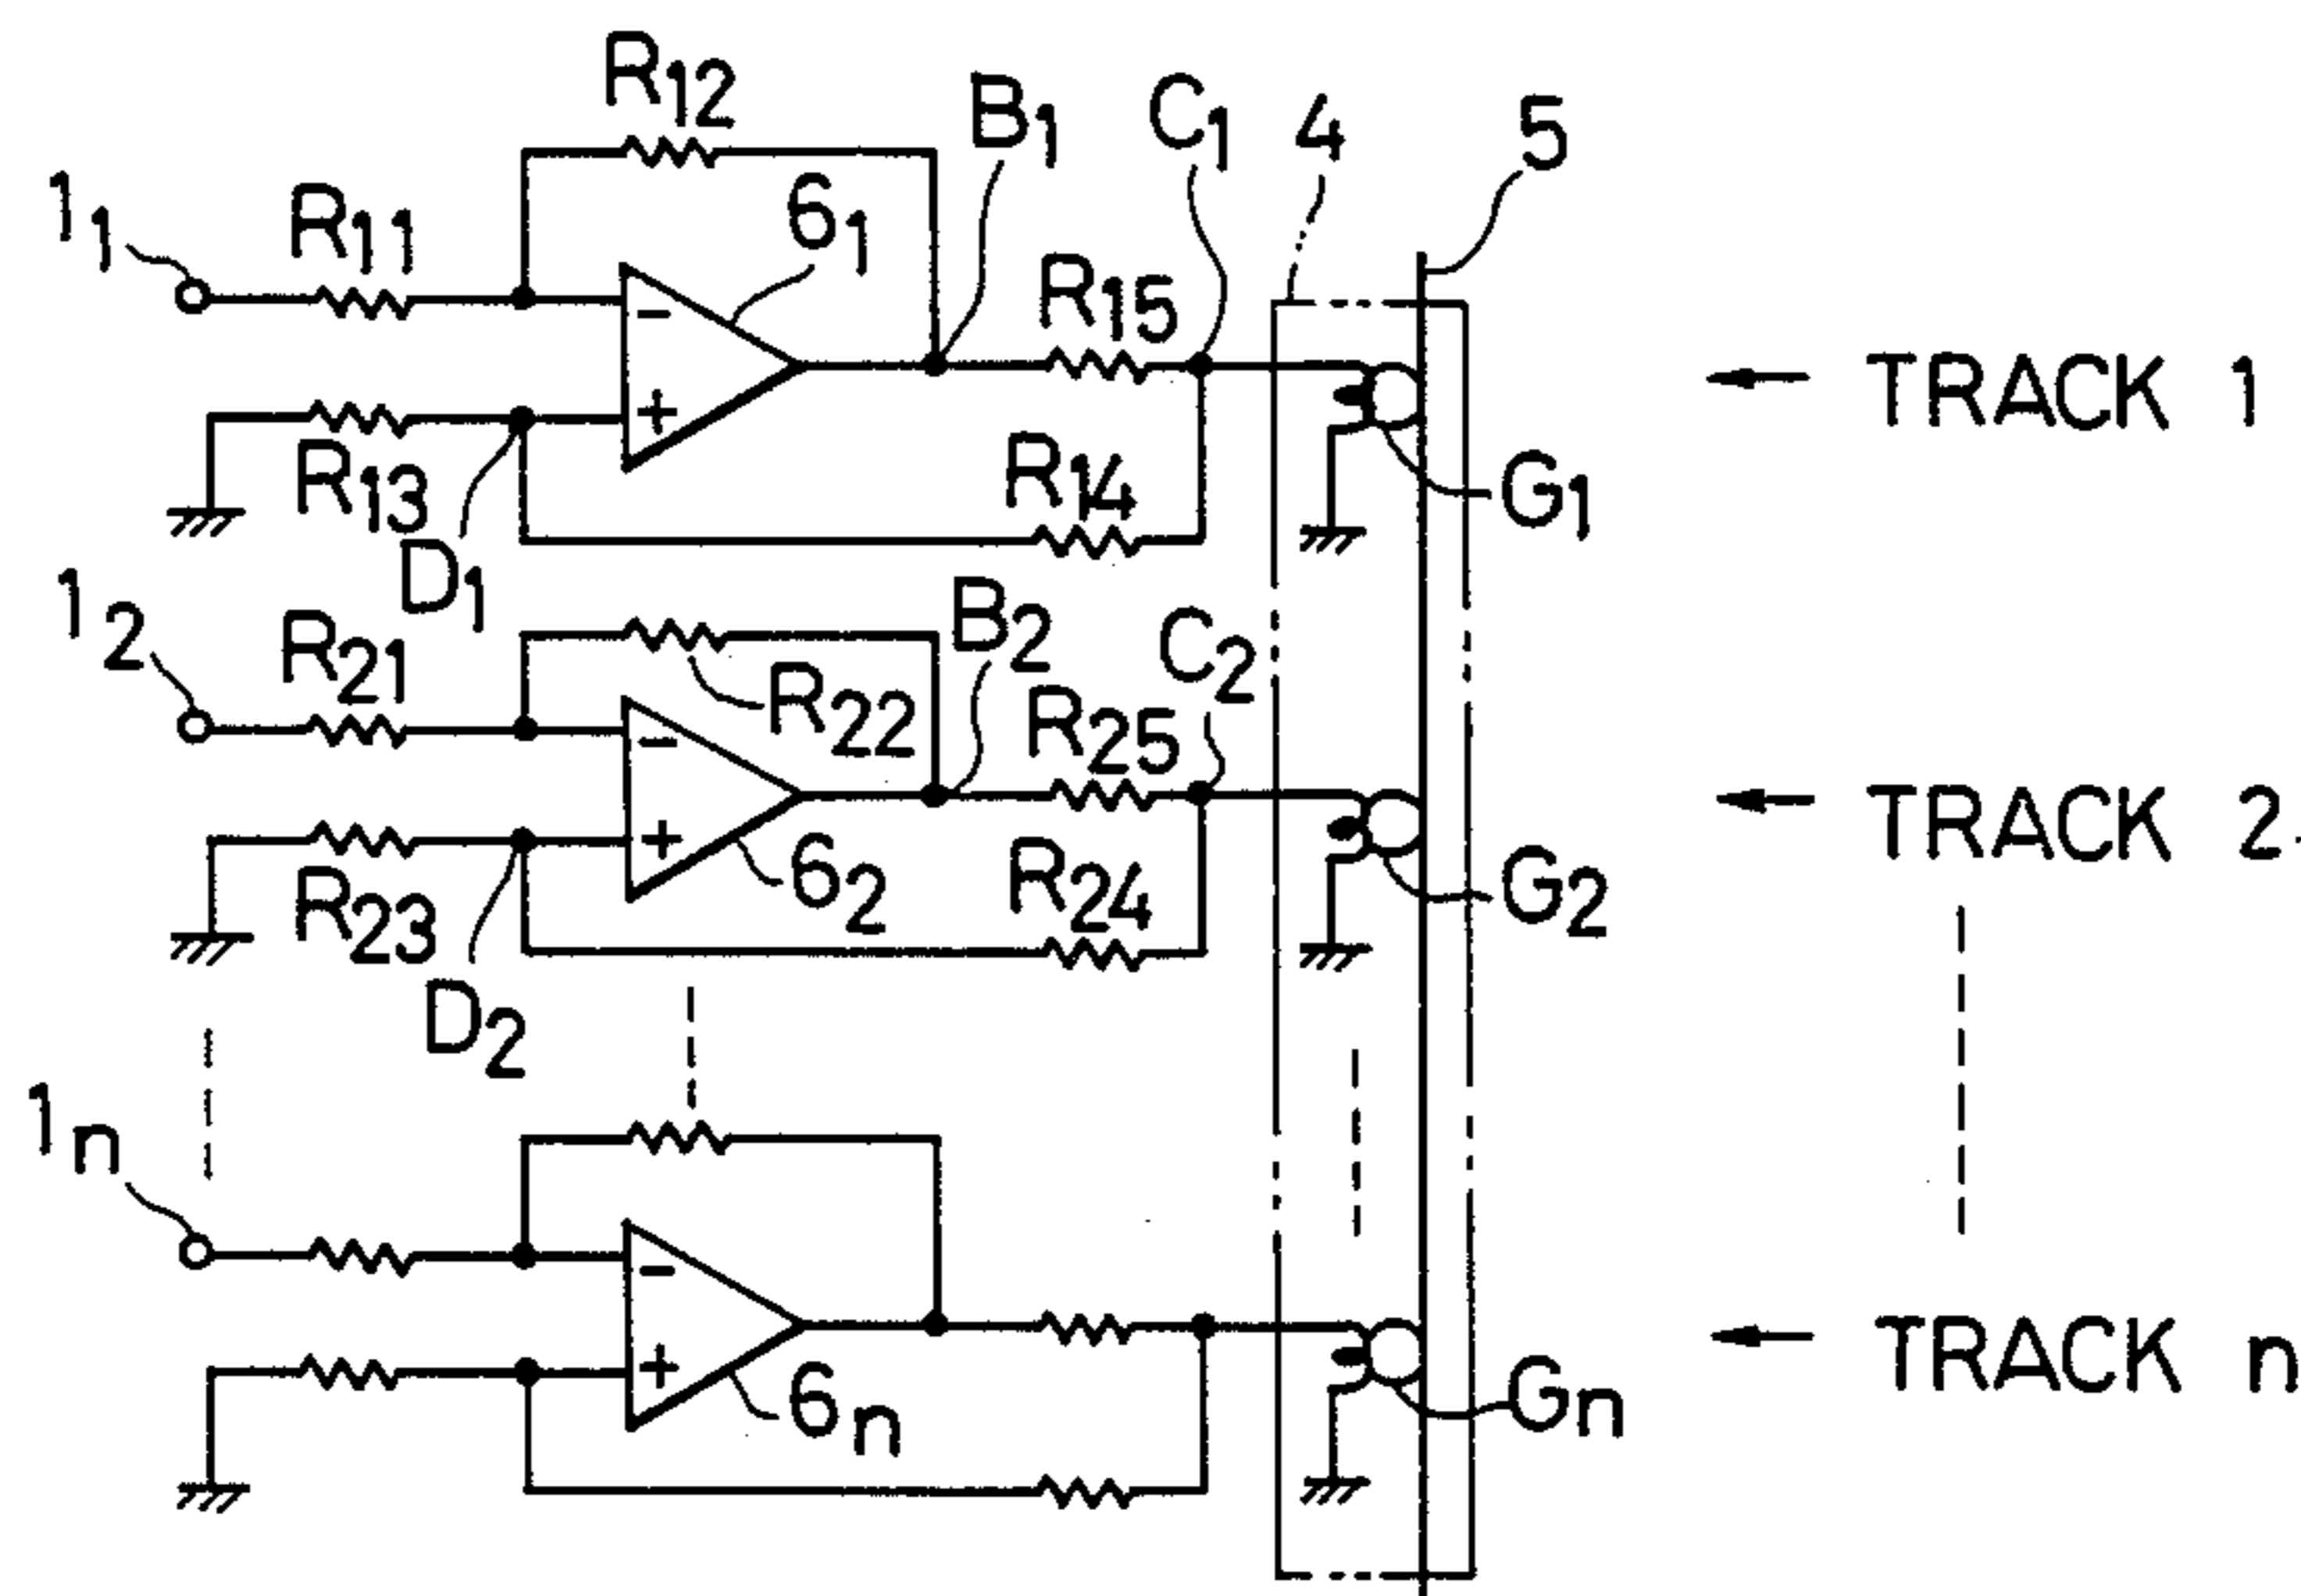 R12
B1
C1
4
5
11
R11
61
R15
TRACK 1
R13
R14
G1
D1
12
R21
B2
C2
R22
R25
TRACK 2.
R23
62
R24
G2
D2
1n
6n
Gn
TRACK n